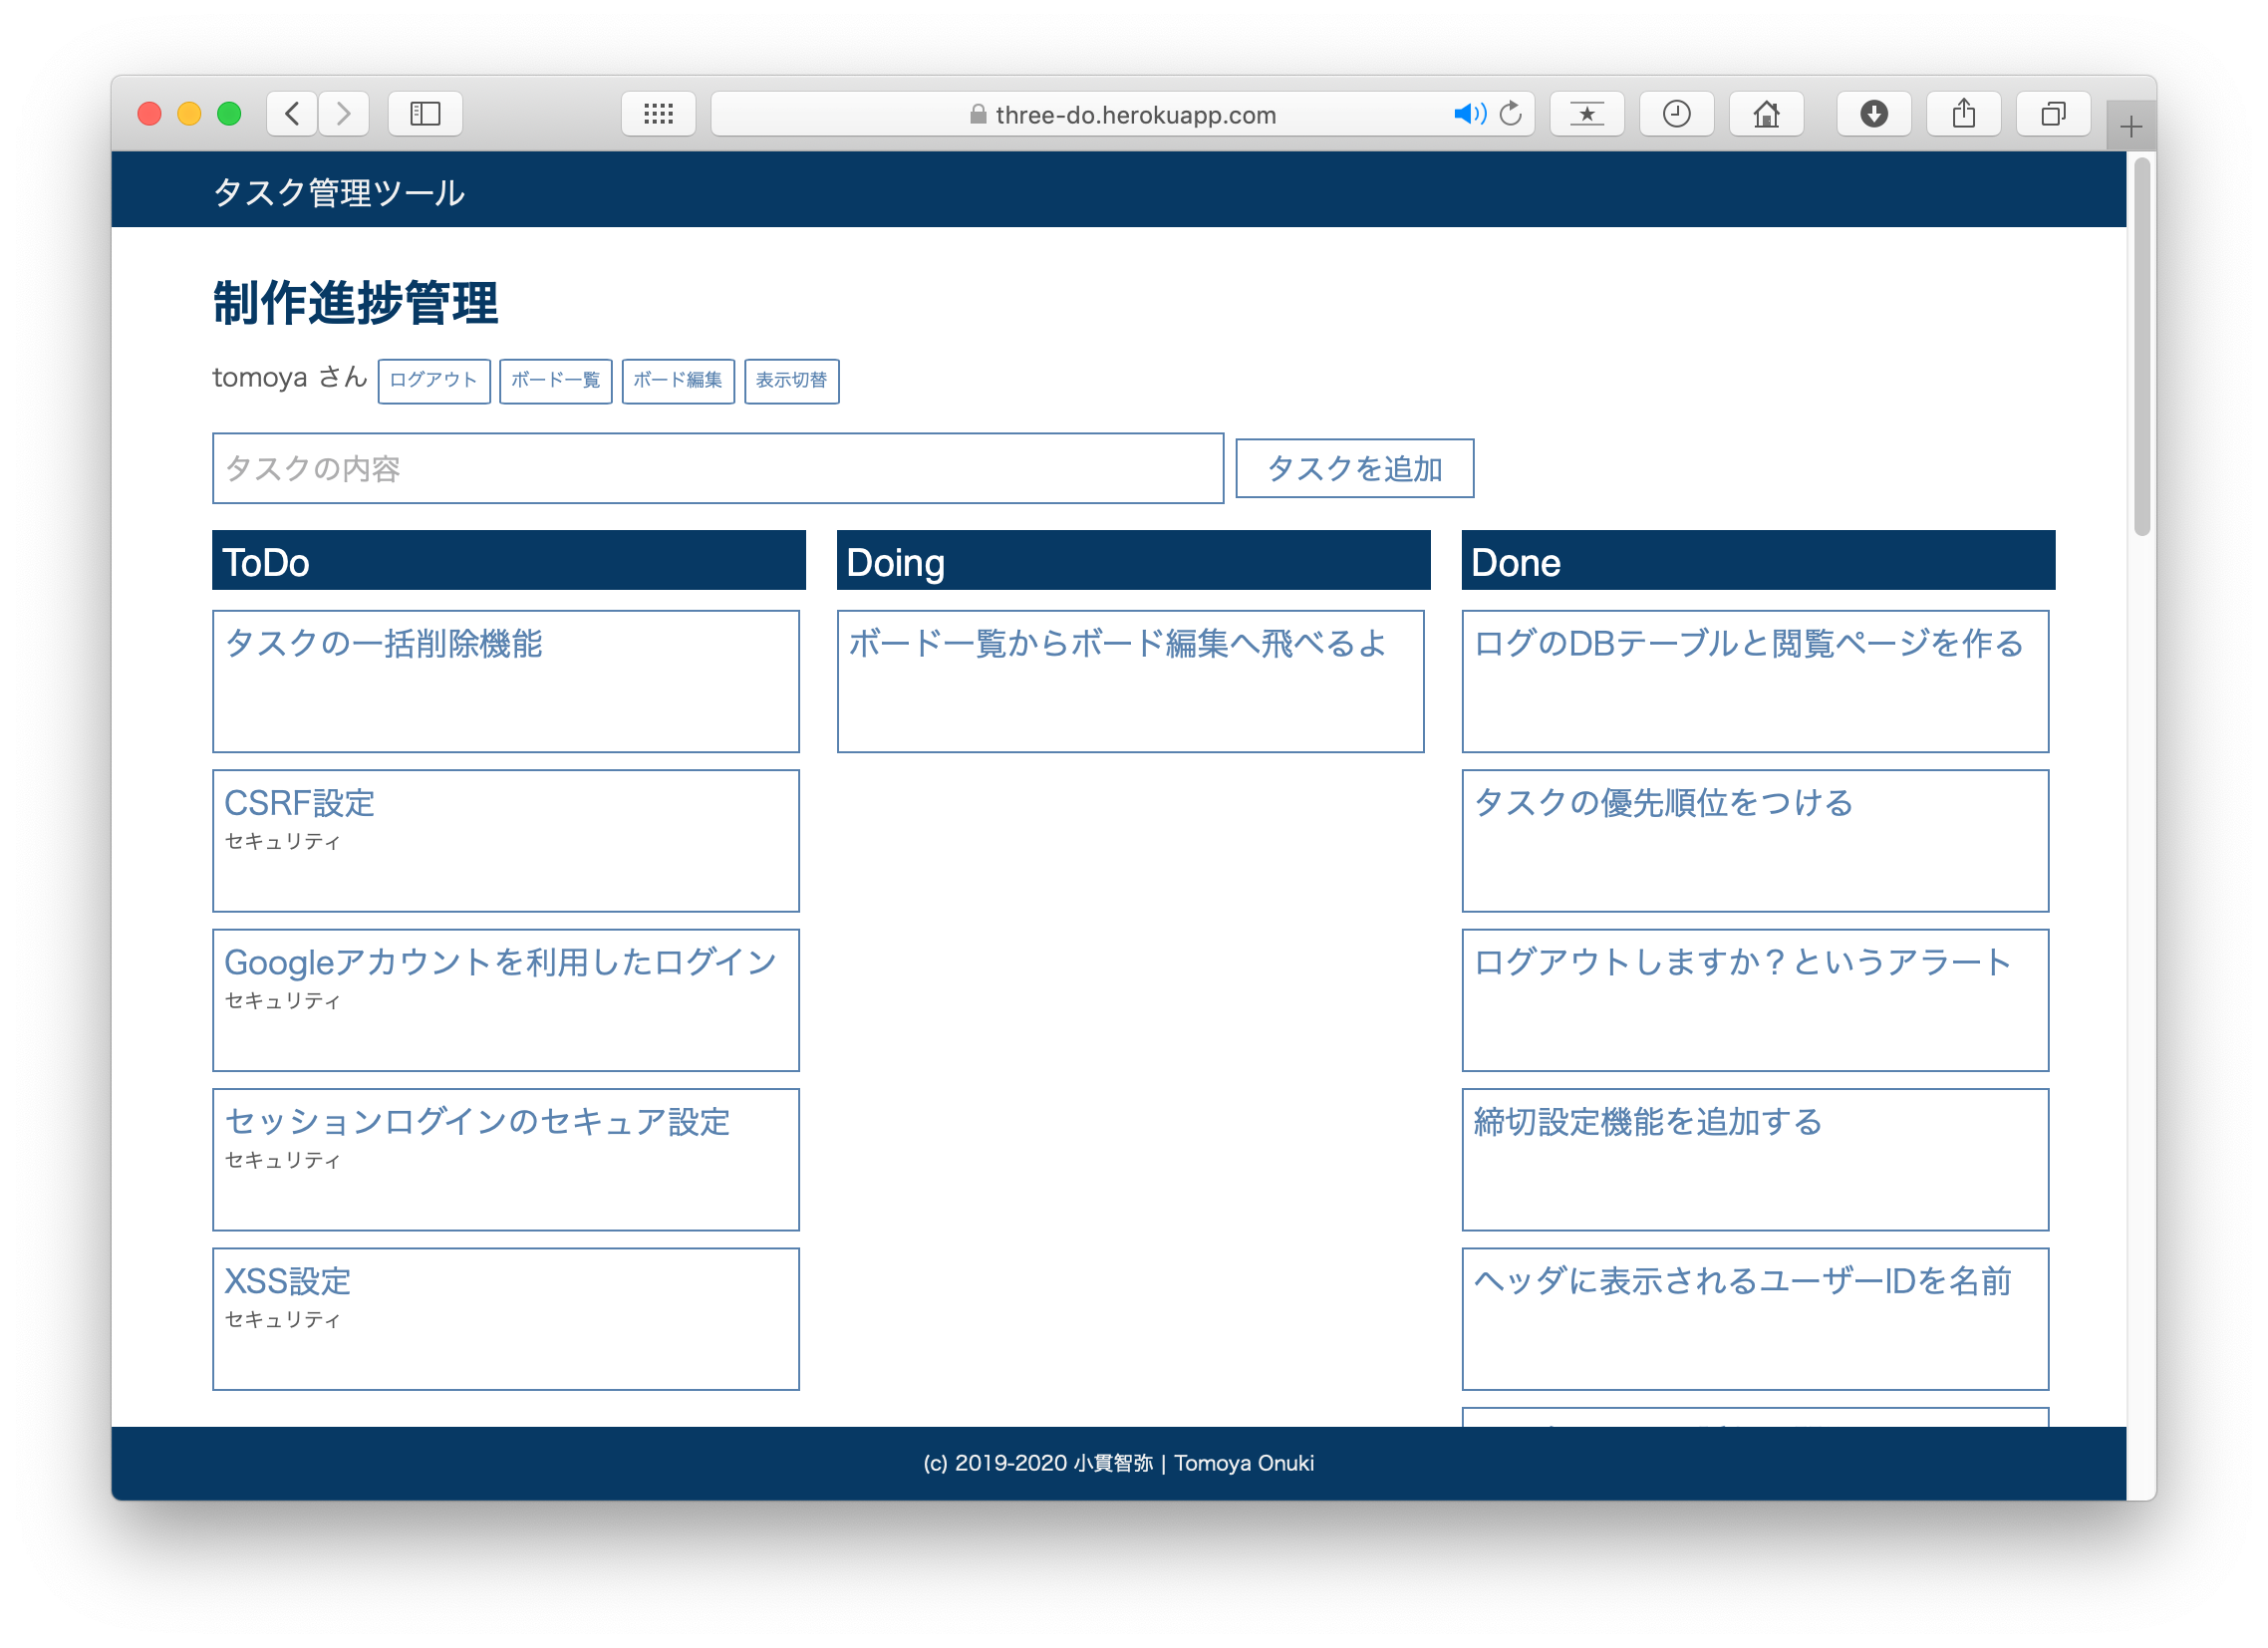 three-do.herokuapp.com
タスク管理ツール
制作進捗管理
tomoya さん ログアウト ボード一覧 ボード編集 表示切替
タスクの内容 タスクを追加
ToDo
タスクの一括削除機能
CSRF設定
セキュリティ
Googleアカウントを利用したログイン
セキュリティ
セッションログインのセキュア設定
セキュリティ
XSS設定
セキュリティ
Doing
ボード一覧からボード編集へ飛べるよ
Done
ログのDBテーブルと閲覧ページを作る
タスクの優先順位をつける
ログアウトしますか？というアラート
締切設定機能を追加する
ヘッダに表示されるユーザーIDを名前
(c) 2019-2020 小貫智弥 | Tomoya Onuki